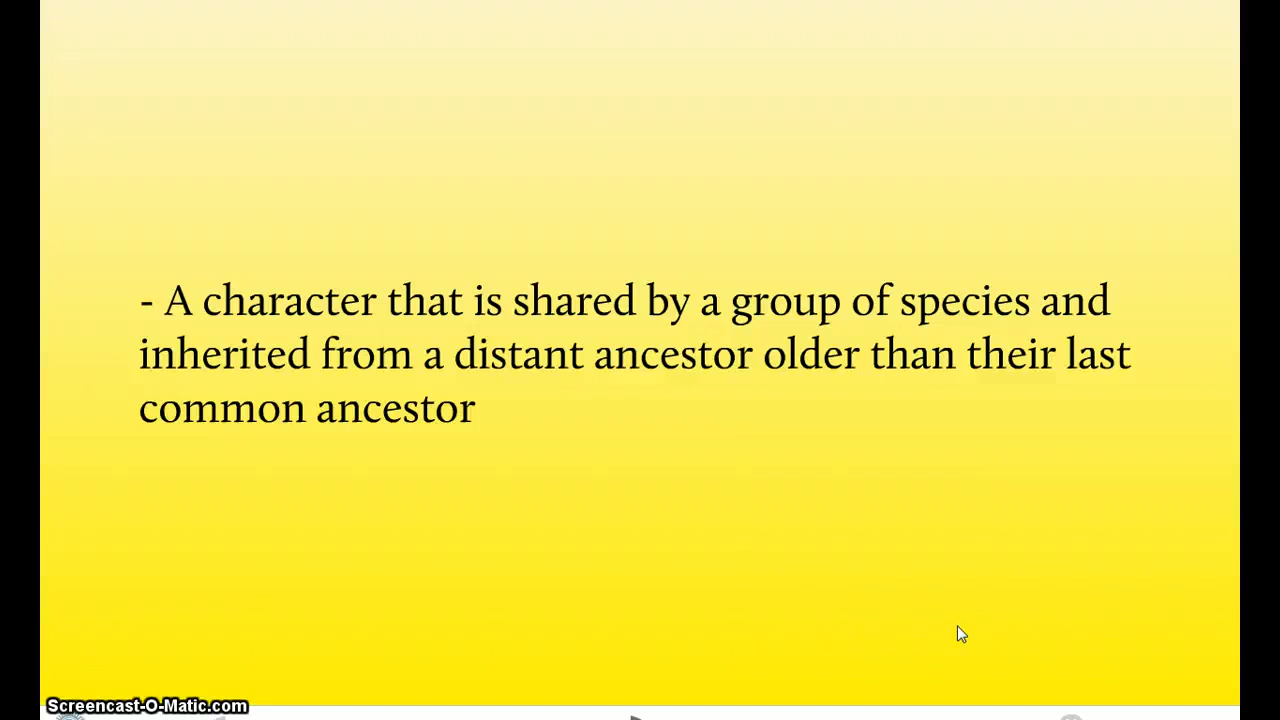 - A character that is shared by a group of species and
inherited from a distant ancestor older than their last
common ancestor
Screencast-O-Matic.com